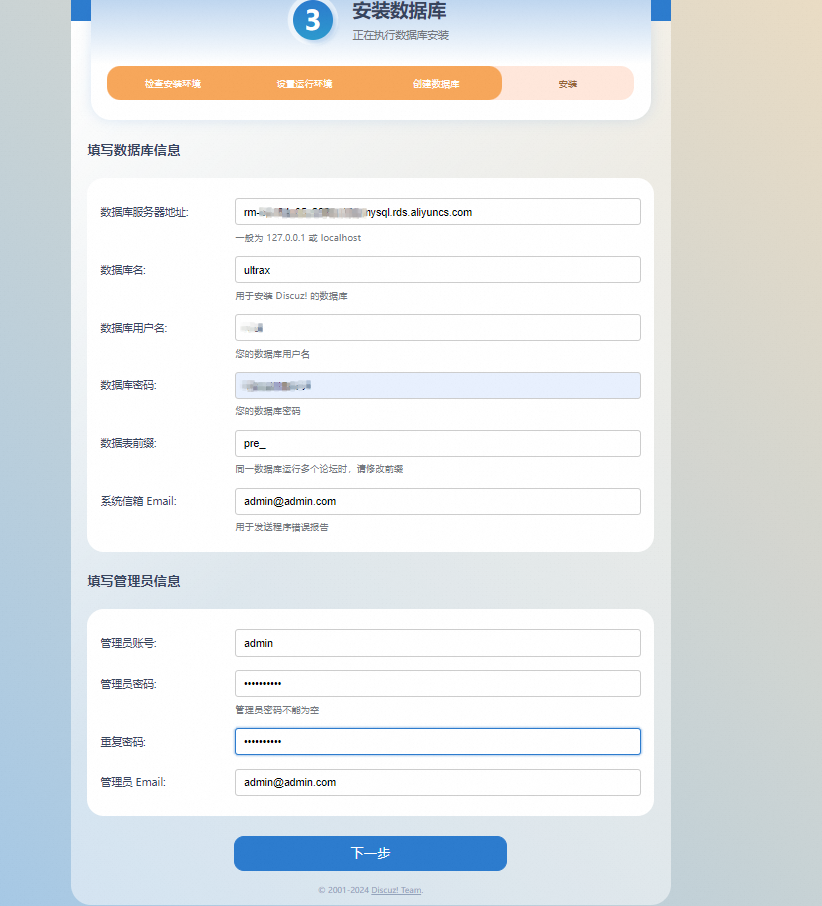 3
安装数据库
正在执行数据库安装
检查安装环境 设置运行环境 创建数据库 安装
填写数据库信息
数据库服务器地址: rm- mysql.rds.aliyuncs.com
一般为 127.0.0.1 或 localhost
数据库名: ultrax
用于安装 Discuz! 的数据库
数据库用户名:
您的数据库用户名
数据库密码:
您的数据库密码
数据表前缀: pre_
同一数据库运行多个论坛时，请修改前缀
系统信箱 Email: admin@admin.com
用于发送程序错误报告
填写管理员信息
管理员账号: admin
管理员密码: ••••••••••
管理员密码不能为空
重复密码: ••••••••••
管理员 Email: admin@admin.com
下一步
© 2001-2024 Discuz! Team.